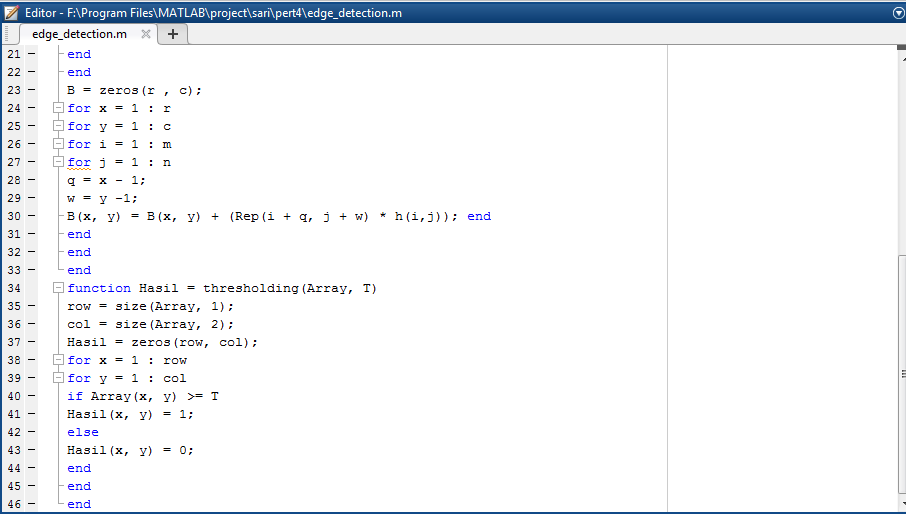 Editor - F:\Program Files\MATLAB\project\sari\pert4\edge_detection.m
edge_detection.m
21 end
22 end
23 B = zeros(r , c);
24 for x = 1 : r
25 for y = 1 : c
26 for i = 1 : m
27 for j = 1 : n
28 q = x - 1;
29 w = y -1;
30 B(x, y) = B(x, y) + (Rep(i + q, j + w) * h(i,j)); end
31 end
32 end
33 end
34 function Hasil = thresholding(Array, T)
35 row = size(Array, 1);
36 col = size(Array, 2);
37 Hasil = zeros(row, col);
38 for x = 1 : row
39 for y = 1 : col
40 if Array(x, y) >= T
41 Hasil(x, y) = 1;
42 else
43 Hasil(x, y) = 0;
44 end
45 end
46 end